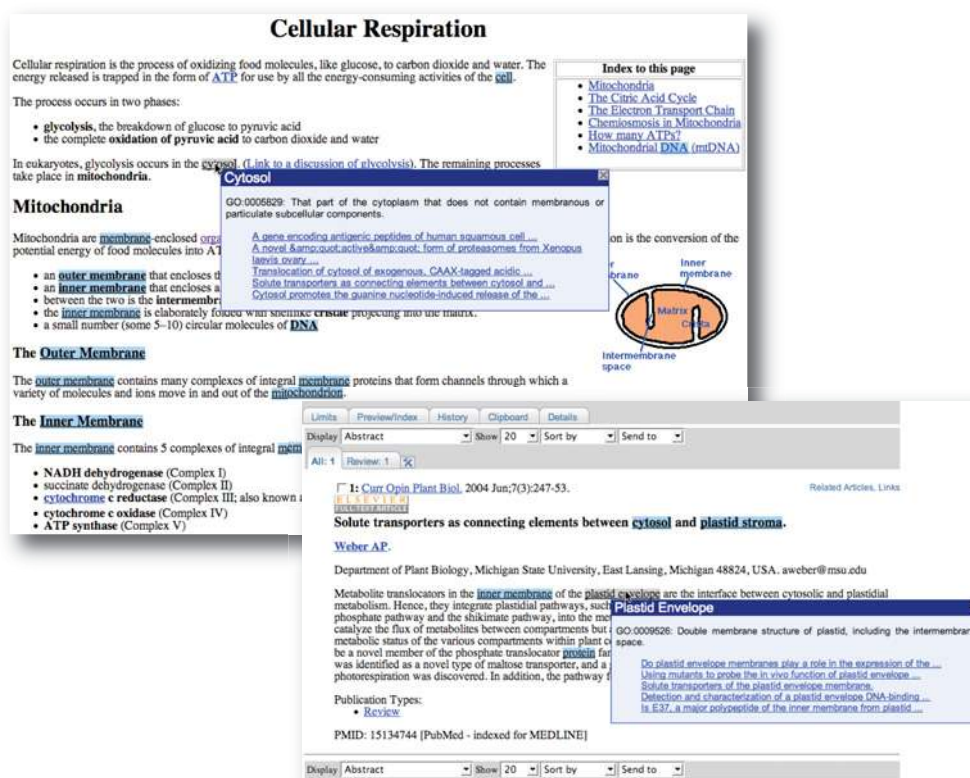 Cellular Respiration
Cellular respiration is the process of oxidizing food molecules, like glucose, to carbon dioxide and water. The
energy released is trapped in the form of ATP for use by all the energy-consuming activities of the cell.
The process occurs in two phases:
• glycolysis, the breakdown of glucose to pyruvic acid
• the complete oxidation of pyruvic acid to carbon dioxide and water
In eukaryotes, glycolysis occurs in the cytosol. (Link to a discussion of glycolysis). The remaining processes
take place in mitochondria.
Index to this page
• Mitochondria
• The Citric Acid Cycle
• The Electron Transport Chain
• Chemiosmosis in Mitochondria
• How many ATPs?
• Mitochondrial DNA (mtDNA)
Cytosol
GO:0005829: That part of the cytoplasm that does not contain membranous or
particulate subcellular components.
A gene encoding antigenic peptides of human squamous cell ...
A novel &amp;quot;active&amp;quot; form of proteasomes from Xenopus
laevis ovary ...
Translocation of cytosol of exogenous, CAAX-tagged acidic ...
Solute transporters as connecting elements between cytosol and ...
Cytosol promotes the guanine nucleotide-induced release of the ...
Mitochondria
Mitochondria are membrane-enclosed orga on is the conversion of the
potential energy of food molecules into AT
• an outer membrane that encloses th
• an inner membrane that encloses a
• between the two is the intermembr
• the inner membrane is elaborately folded with shelflike cristae projecting into the matrix.
• a small number (some 5–10) circular molecules of DNA
r
brane
Inner
membrane
Matrix
Crista
Intermembrane
space
The Outer Membrane
The outer membrane contains many complexes of integral membrane proteins that form channels through which a
variety of molecules and ions move in and out of the mitochondrion.
The Inner Membrane
The inner membrane contains 5 complexes of integral mem
• NADH dehydrogenase (Complex I)
• succinate dehydrogenase (Complex II)
• cytochrome c reductase (Complex III; also known a
• cytochrome c oxidase (Complex IV)
• ATP synthase (Complex V)
Limits Preview/Index History Clipboard Details
Display Abstract Show 20 Sort by Send to
All: 1 Review: 1
1: Curr Opin Plant Biol. 2004 Jun;7(3):247-53. Related Articles, Links
ELSEVIER
FULL-TEXT ARTICLE
Solute transporters as connecting elements between cytosol and plastid stroma.
Weber AP.
Department of Plant Biology, Michigan State University, East Lansing, Michigan 48824, USA. aweber@msu.edu
Metabolite translocators in the inner membrane of the plastid envelope are the interface between cytosolic and plastidial
metabolism. Hence, they integrate plastidial pathways, such
phosphate pathway and the shikimate pathway, into the met
catalyze the flux of metabolites between compartments but a
metabolic status of the various compartments within plant c
be a novel member of the phosphate translocator protein fam
was identified as a novel type of maltose transporter, and a
photorespiration was discovered. In addition, the pathway f
Plastid Envelope
GO:0009526: Double membrane structure of plastid, including the intermembran
space.
Do plastid envelope membranes play a role in the expression of the ...
Using mutants to probe the in vivo function of plastid envelope ...
Solute transporters of the plastid envelope membrane.
Detection and characterization of a plastid envelope DNA-binding ...
Is E37, a major polypeptide of the inner membrane from plastid ...
Publication Types:
• Review
PMID: 15134744 [PubMed - indexed for MEDLINE]
Display Abstract Show 20 Sort by Send to